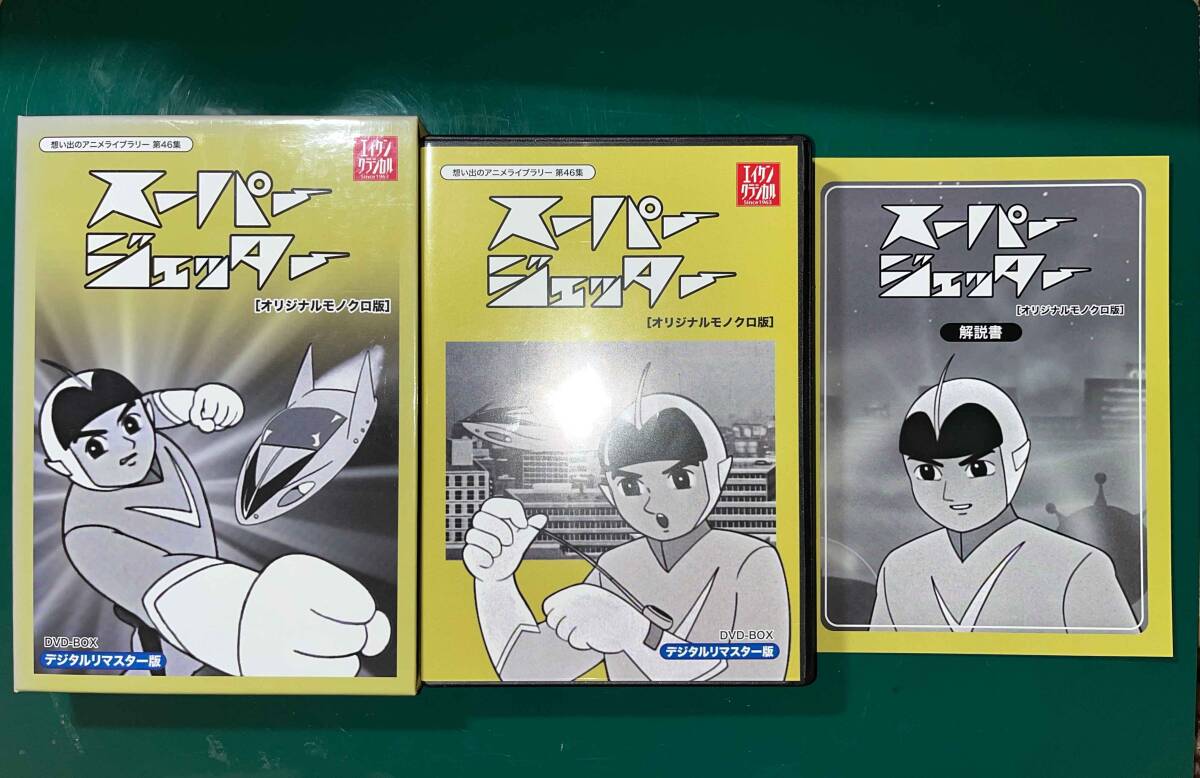 想い出のアニメライブラリー 第46集
エイケン
クラシカル
Since1963
スーパー
ジェッター
[オリジナルモノクロ版]
DVD-BOX
デジタルリマスター版
想い出のアニメライブラリー 第46集
エイケン
クラシカル
Since1963
スーパー
ジェッター
[オリジナルモノクロ版]
DVD-BOX
デジタルリマスター版
スーパー
ジェッター
[オリジナルモノクロ版]
解説書